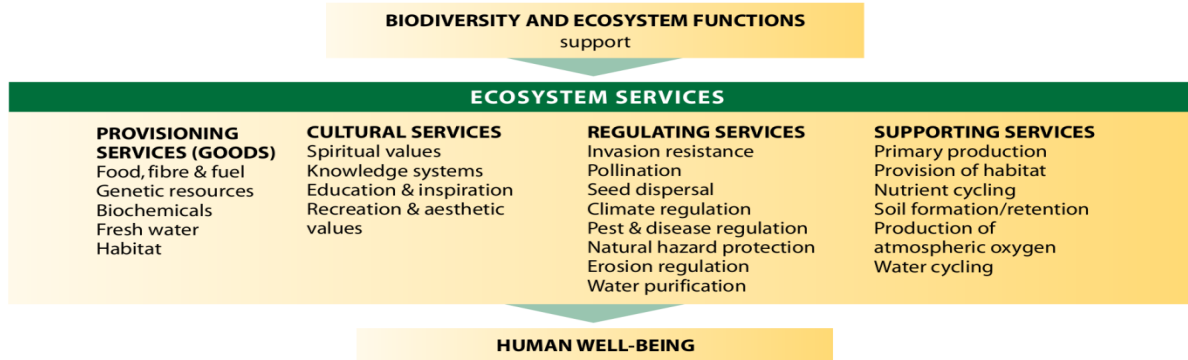 BIODIVERSITY AND ECOSYSTEM FUNCTIONS
support
ECOSYSTEM SERVICES
PROVISIONING
SERVICES (GOODS)
Food, fibre & fuel
Genetic resources
Biochemicals
Fresh water
Habitat
CULTURAL SERVICES
Spiritual values
Knowledge systems
Education & inspiration
Recreation & aesthetic
values
REGULATING SERVICES
Invasion resistance
Pollination
Seed dispersal
Climate regulation
Pest & disease regulation
Natural hazard protection
Erosion regulation
Water purification
SUPPORTING SERVICES
Primary production
Provision of habitat
Nutrient cycling
Soil formation/retention
Production of
atmospheric oxygen
Water cycling
HUMAN WELL-BEING